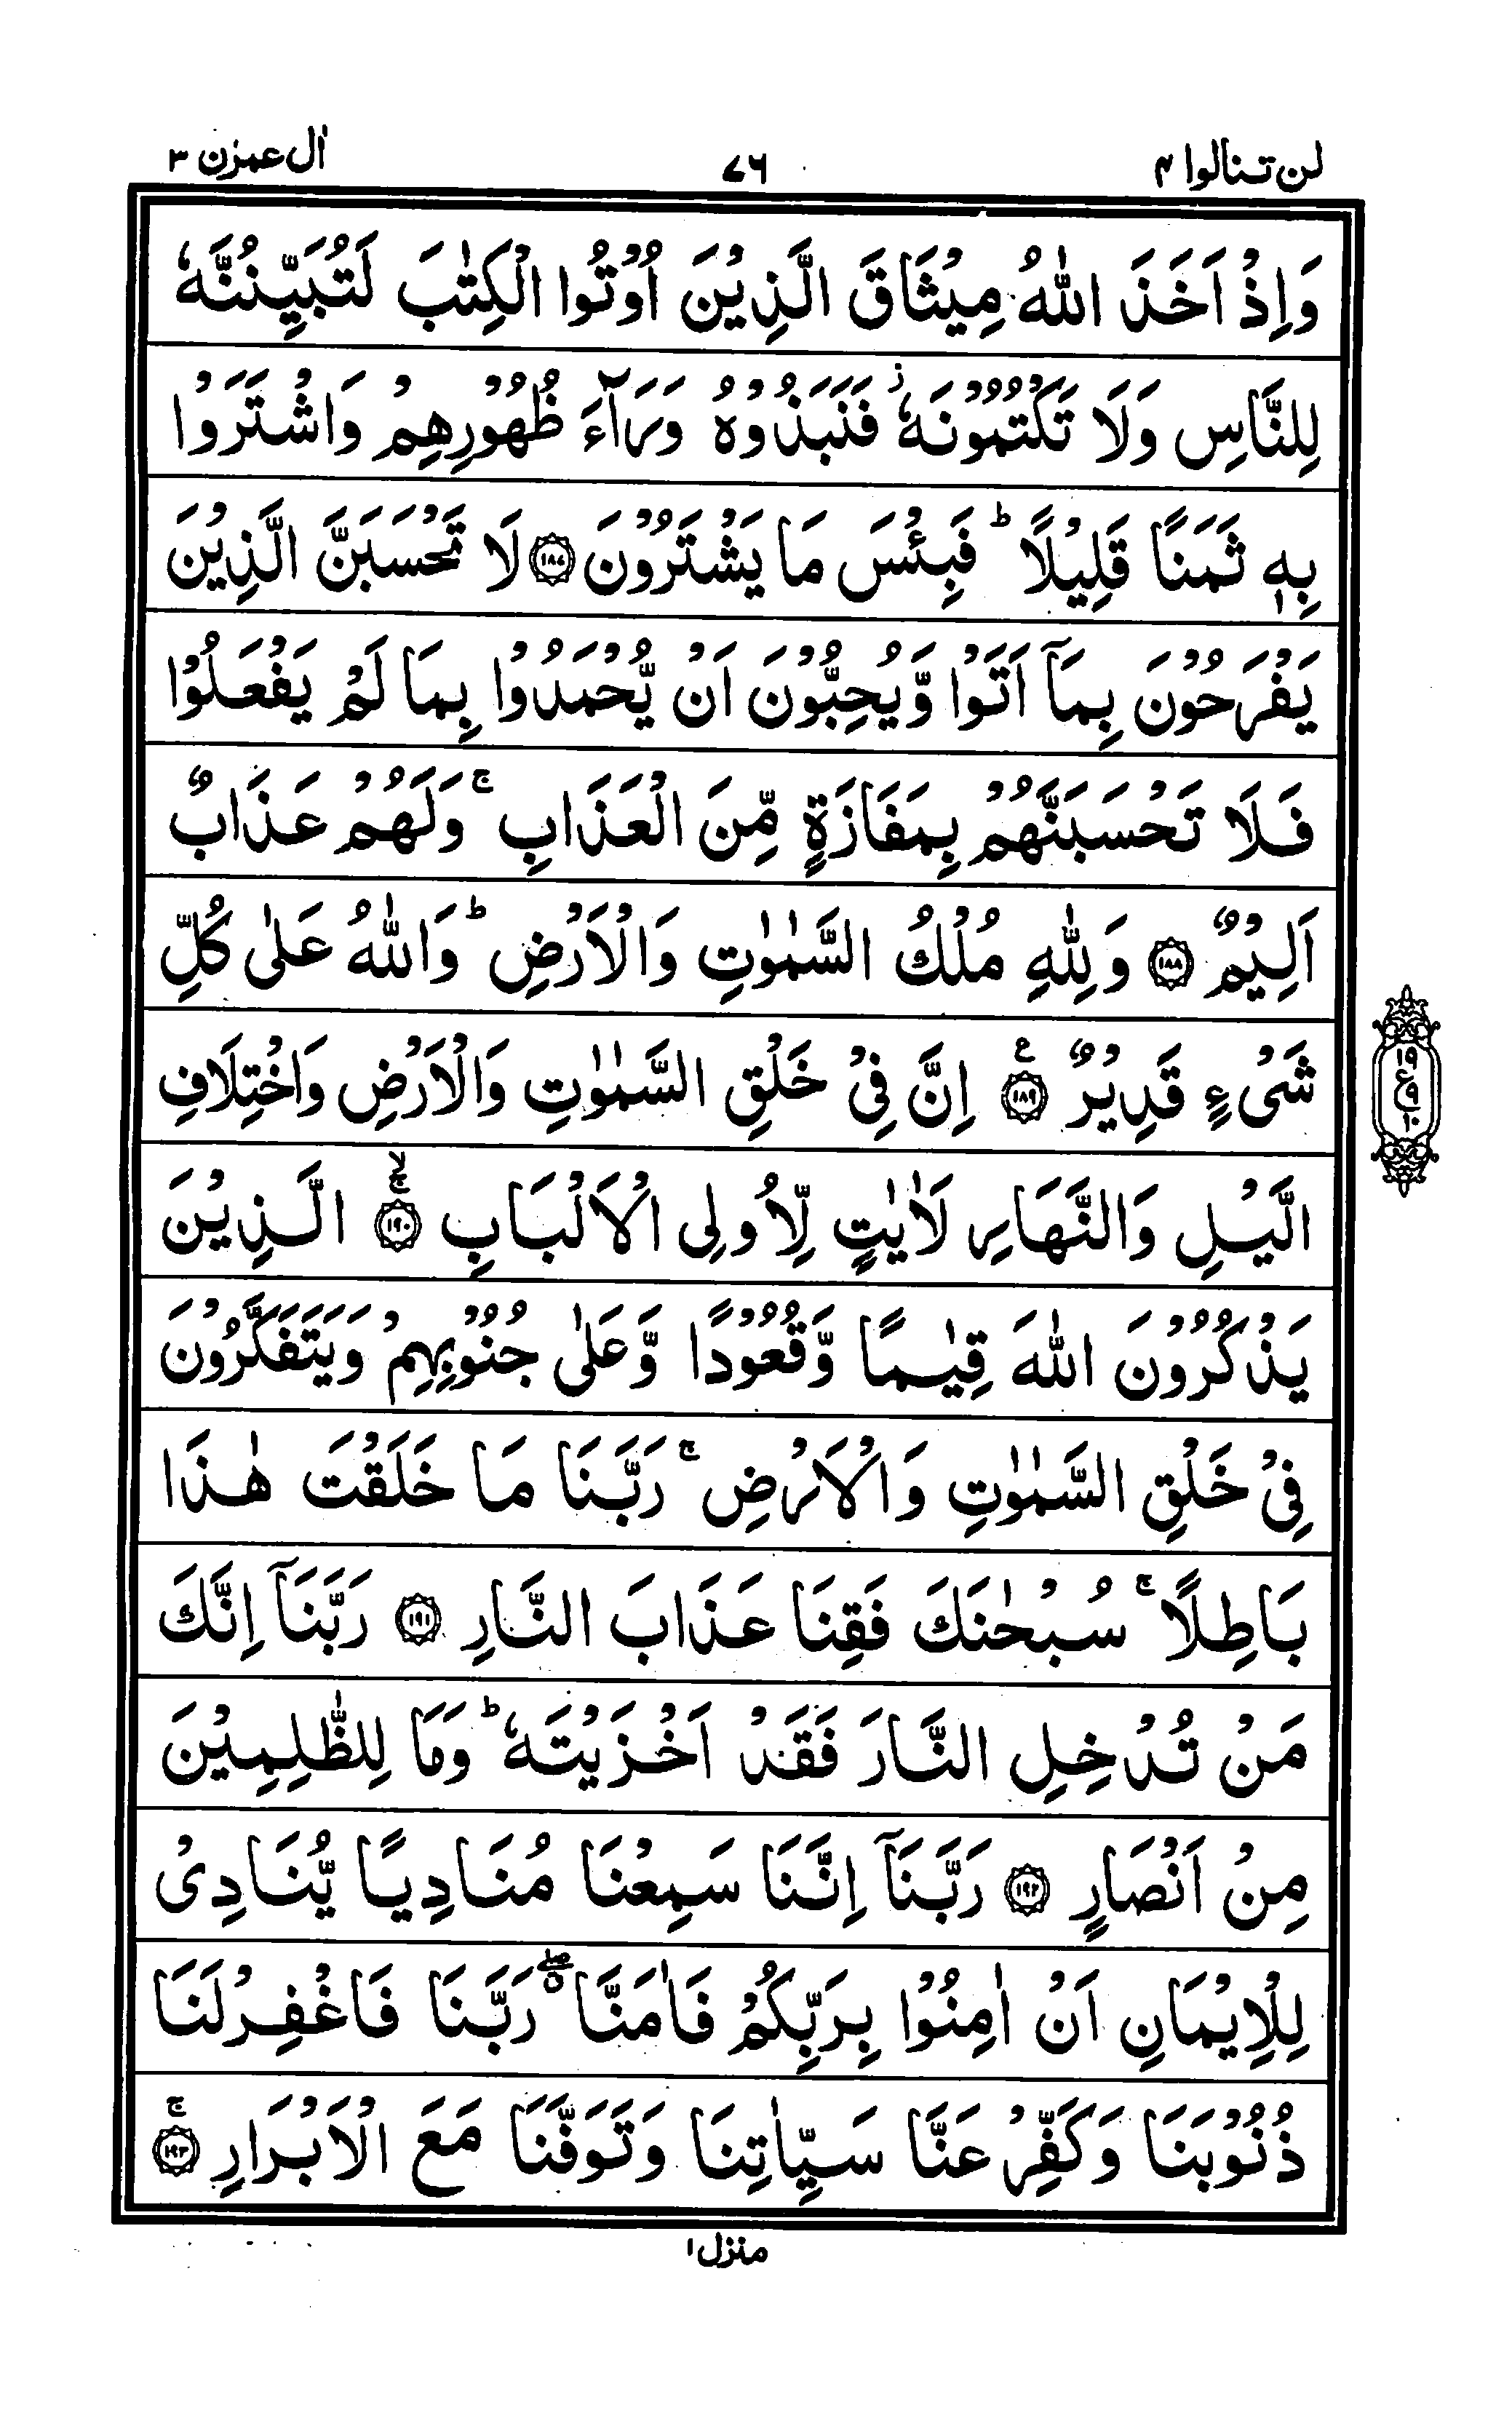 لن تنالوا ۴ ۷۶ اٰل عمرٰن ۳
وَاِذْ اَخَذَ اللّٰهُ مِيْثَاقَ الَّذِيْنَ اُوْتُوا الْكِتٰبَ لَتُبَيِّنُنَّهٗ
لِلنَّاسِ وَلَا تَكْتُمُوْنَهٗ ؗ فَنَبَذُوْهُ وَرَآءَ ظُهُوْرِهِمْ وَاشْتَرَوْا
بِهٖ ثَمَنًا قَلِيْلًا ؕ فَبِئْسَ مَا يَشْتَرُوْنَ ۝۱۸۷ لَا تَحْسَبَنَّ الَّذِيْنَ
يَفْرَحُوْنَ بِمَاۤ اَتَوْا وَّيُحِبُّوْنَ اَنْ يُّحْمَدُوْا بِمَا لَمْ يَفْعَلُوْا
فَلَا تَحْسَبَنَّهُمْ بِمَفَازَةٍ مِّنَ الْعَذَابِ ۚ وَلَهُمْ عَذَابٌ
اَلِيْمٌ ۝۱۸۸ وَلِلّٰهِ مُلْكُ السَّمٰوٰتِ وَالْاَرْضِ ؕ وَاللّٰهُ عَلٰى كُلِّ
شَىْءٍ قَدِيْرٌ ۝۱۸۹ ع اِنَّ فِىْ خَلْقِ السَّمٰوٰتِ وَالْاَرْضِ وَاخْتِلَافِ
۱۹ ع ۹ ۱۰
الَّيْلِ وَالنَّهَارِ لَاٰيٰتٍ لِّاُولِى الْاَلْبَابِ ۝۱۹۰ ۚۙ الَّذِيْنَ
يَذْكُرُوْنَ اللّٰهَ قِيٰمًا وَّقُعُوْدًا وَّعَلٰى جُنُوْبِهِمْ وَيَتَفَكَّرُوْنَ
فِىْ خَلْقِ السَّمٰوٰتِ وَالْاَرْضِ ۚ رَبَّنَا مَا خَلَقْتَ هٰذَا
بَاطِلًا ۚ سُبْحٰنَكَ فَقِنَا عَذَابَ النَّارِ ۝۱۹۱ رَبَّنَاۤ اِنَّكَ
مَنْ تُدْخِلِ النَّارَ فَقَدْ اَخْزَيْتَهٗ ؕ وَمَا لِلظّٰلِمِيْنَ
مِنْ اَنْصَارٍ ۝۱۹۲ رَبَّنَاۤ اِنَّنَا سَمِعْنَا مُنَادِيًا يُّنَادِىْ
لِلْاِيْمَانِ اَنْ اٰمِنُوْا بِرَبِّكُمْ فَاٰمَنَّا ۖ رَبَّنَا فَاغْفِرْ لَنَا
ذُنُوْبَنَا وَكَفِّرْ عَنَّا سَيِّاٰتِنَا وَتَوَفَّنَا مَعَ الْاَبْرَارِ ۝۱۹۳ ۚ
منزل ۱